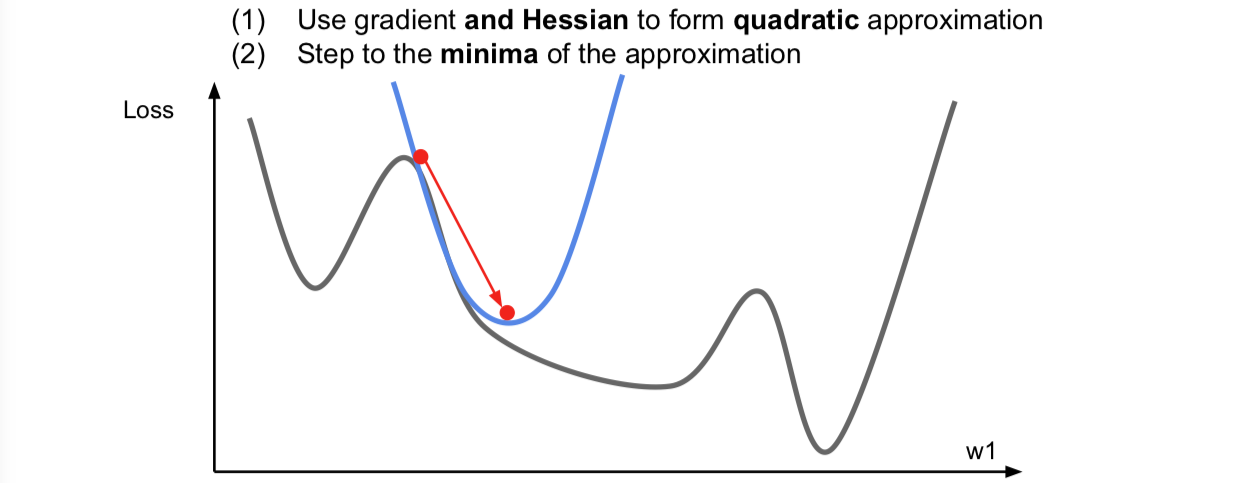 (1) Use gradient and Hessian to form quadratic approximation
(2) Step to the minima of the approximation
Loss
w1